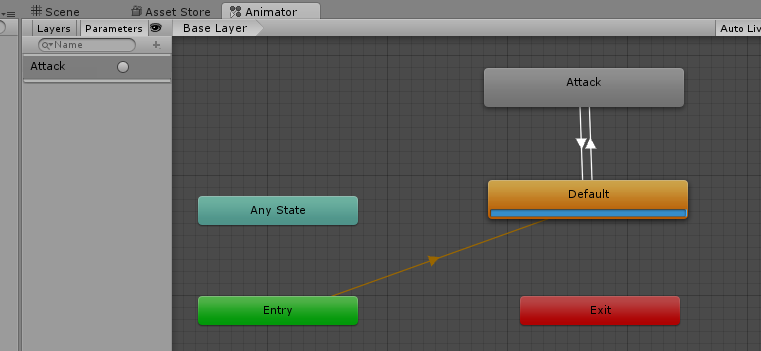 Scene Asset Store Animator
Layers Parameters Base Layer Auto Liv
Name
Attack
Attack
Default
Any State
Entry
Exit